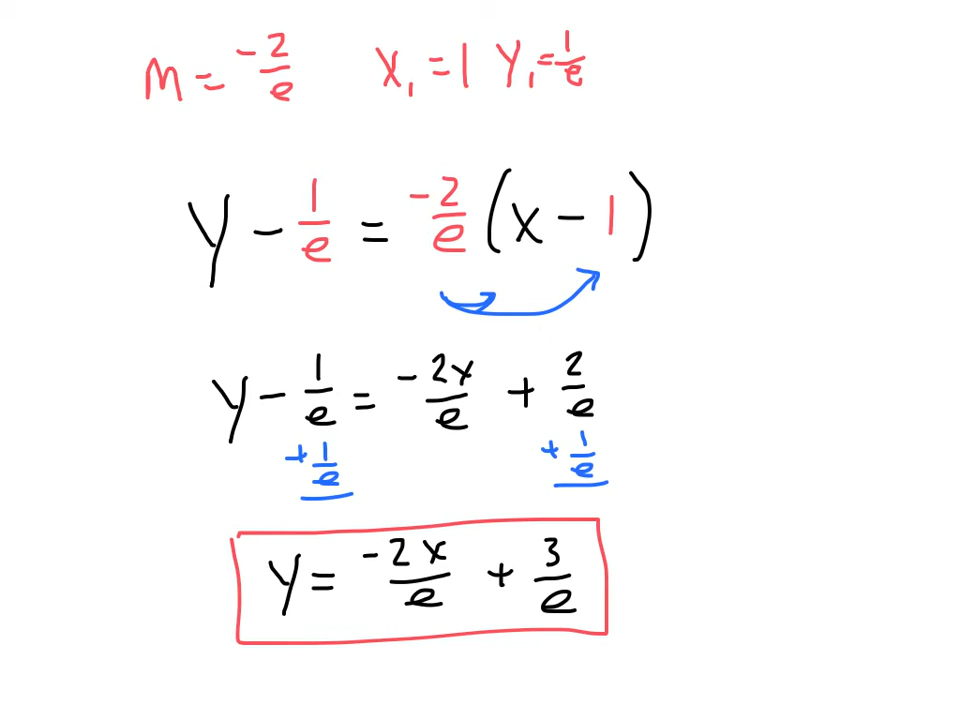 m = -2/e x₁ = 1 y₁ = 1/e
y - 1/e = -2/e (x - 1)
y - 1/e = -2x/e + 2/e
+ 1/e + 1/e
y = -2x/e + 3/e